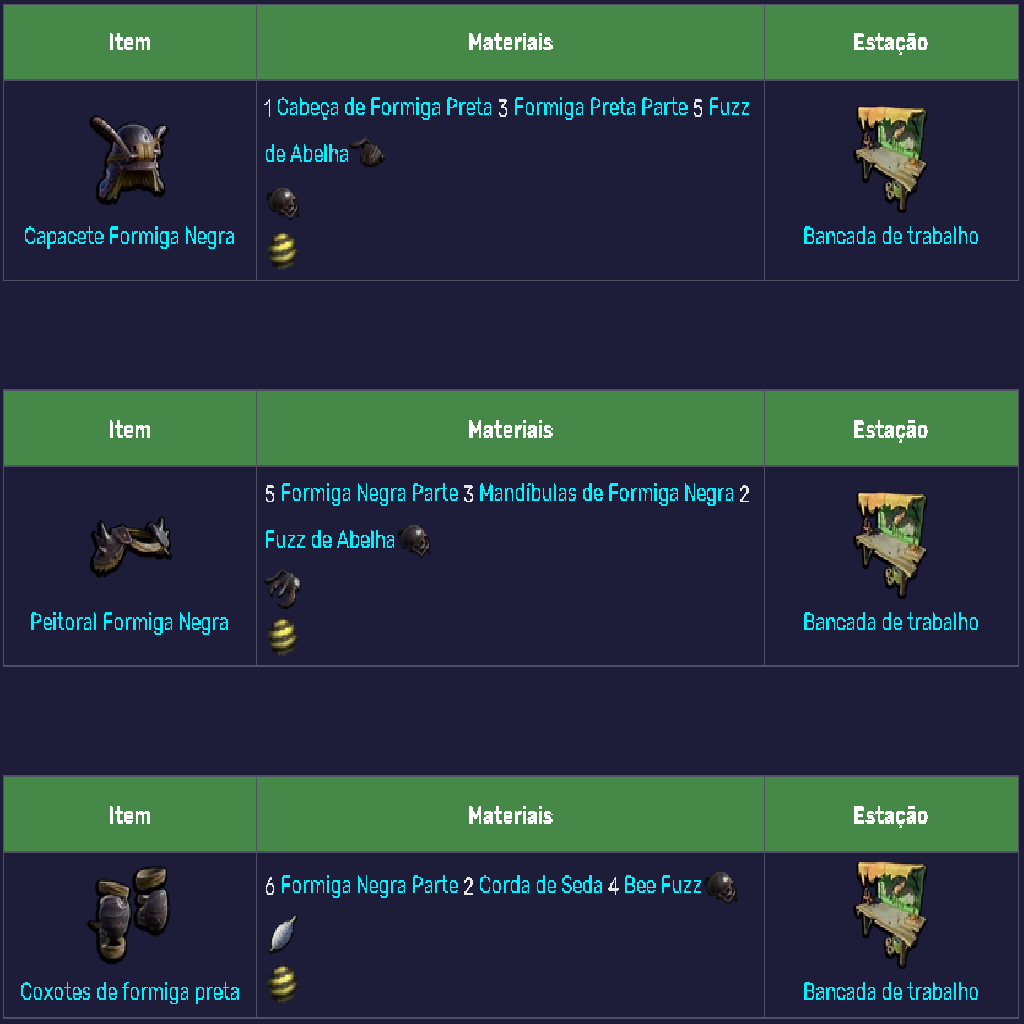 Item Materiais Estação
1 Cabeça de Formiga Preta 3 Formiga Preta Parte 5 Fuzz
de Abelha
Capacete Formiga Negra Bancada de trabalho
Item Materiais Estação
5 Formiga Negra Parte 3 Mandíbulas de Formiga Negra 2
Fuzz de Abelha
Peitoral Formiga Negra Bancada de trabalho
Item Materiais Estação
6 Formiga Negra Parte 2 Corda de Seda 4 Bee Fuzz
Coxotes de formiga preta Bancada de trabalho